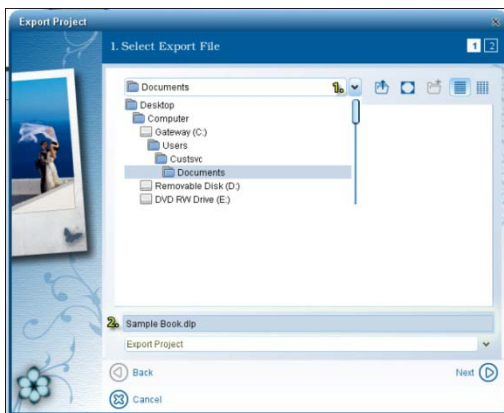 Export Project
1. Select Export File
1 2
Documents 1.
Desktop
Computer
Gateway (C:)
Users
Custsvc
Documents
Removable Disk (D:)
DVD RW Drive (E:)
2. Sample Book.dlp
Export Project
Back
Next
Cancel